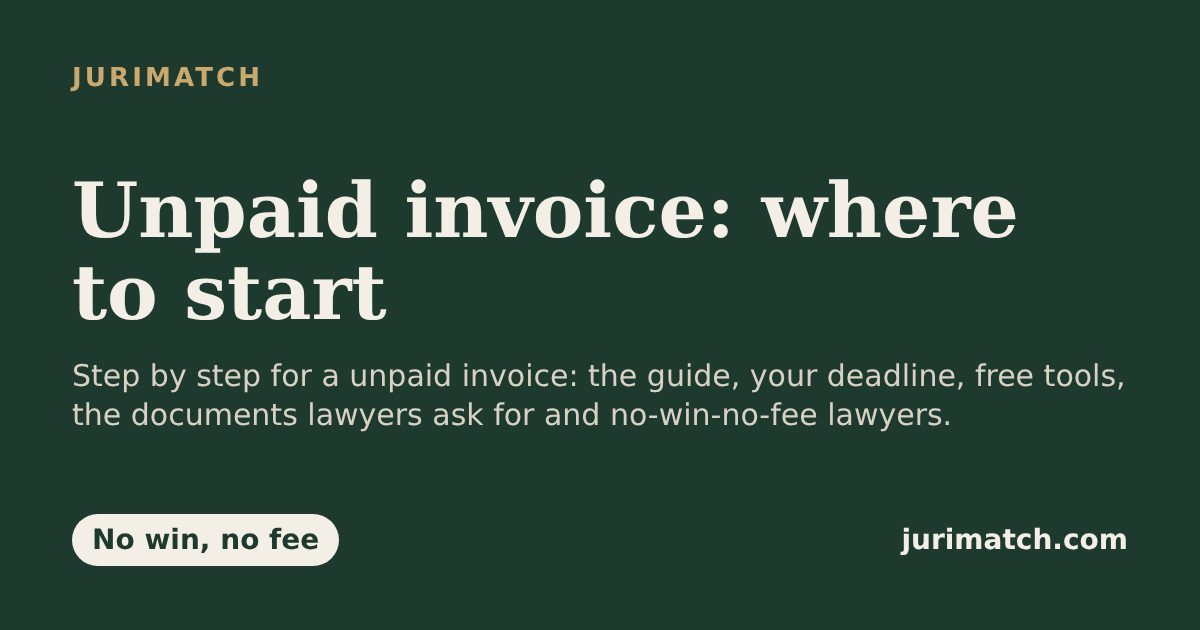 JURIMATCH
Unpaid invoice: where
to start
Step by step for a unpaid invoice: the guide, your deadline, free tools,
the documents lawyers ask for and no-win-no-fee lawyers.
No win, no fee
jurimatch.com